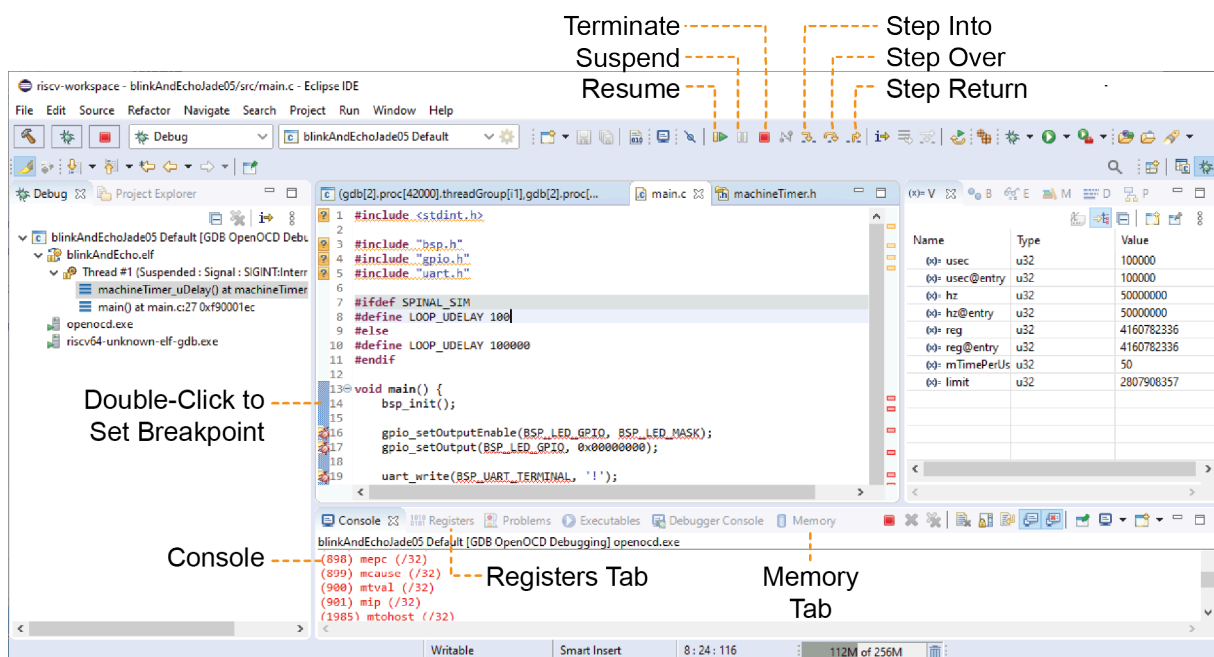 Terminate
Suspend
Resume
Step Into
Step Over
Step Return
riscv-workspace - blinkAndEchoJade05/src/main.c - Eclipse IDE
File Edit Source Refactor Navigate Search Project Run Window Help
Debug
blinkAndEchoJade05 Default
Debug Project Explorer
blinkAndEchoJade05 Default [GDB OpenOCD Debu
blinkAndEcho.elf
Thread #1 (Suspended : Signal : SIGINT:Interr
machineTimer_uDelay() at machineTimer
main() at main.c:27 0xf90001ec
openocd.exe
riscv64-unknown-elf-gdb.exe
Double-Click to
Set Breakpoint
(gdb[2].proc[42000].threadGroup[i1],gdb[2].proc[... main.c machineTimer.h
1 #include <stdint.h>
2
3 #include "bsp.h"
4 #include "gpio.h"
5 #include "uart.h"
6
7 #ifdef SPINAL_SIM
8 #define LOOP_UDELAY 100
9 #else
10 #define LOOP_UDELAY 100000
11 #endif
12
13 void main() {
14 bsp_init();
15
16 gpio_setOutputEnable(BSP_LED_GPIO, BSP_LED_MASK);
17 gpio_setOutput(BSP_LED_GPIO, 0x00000000);
18
19 uart_write(BSP_UART_TERMINAL, '!');
(x)= V B E M D P
Name Type Value
(x)= usec u32 100000
(x)= usec@entry u32 100000
(x)= hz u32 50000000
(x)= hz@entry u32 50000000
(x)= reg u32 4160782336
(x)= reg@entry u32 4160782336
(x)= mTimePerUs u32 50
(x)= limit u32 2807908357
Console Registers Problems Executables Debugger Console Memory
blinkAndEchoJade05 Default [GDB OpenOCD Debugging] openocd.exe
(898) mepc (/32)
(899) mcause (/32)
(900) mtval (/32)
(901) mip (/32)
(1985) mtohost (/32)
Console
Registers Tab
Memory
Tab
Writable Smart Insert 8 : 24 : 116 112M of 256M